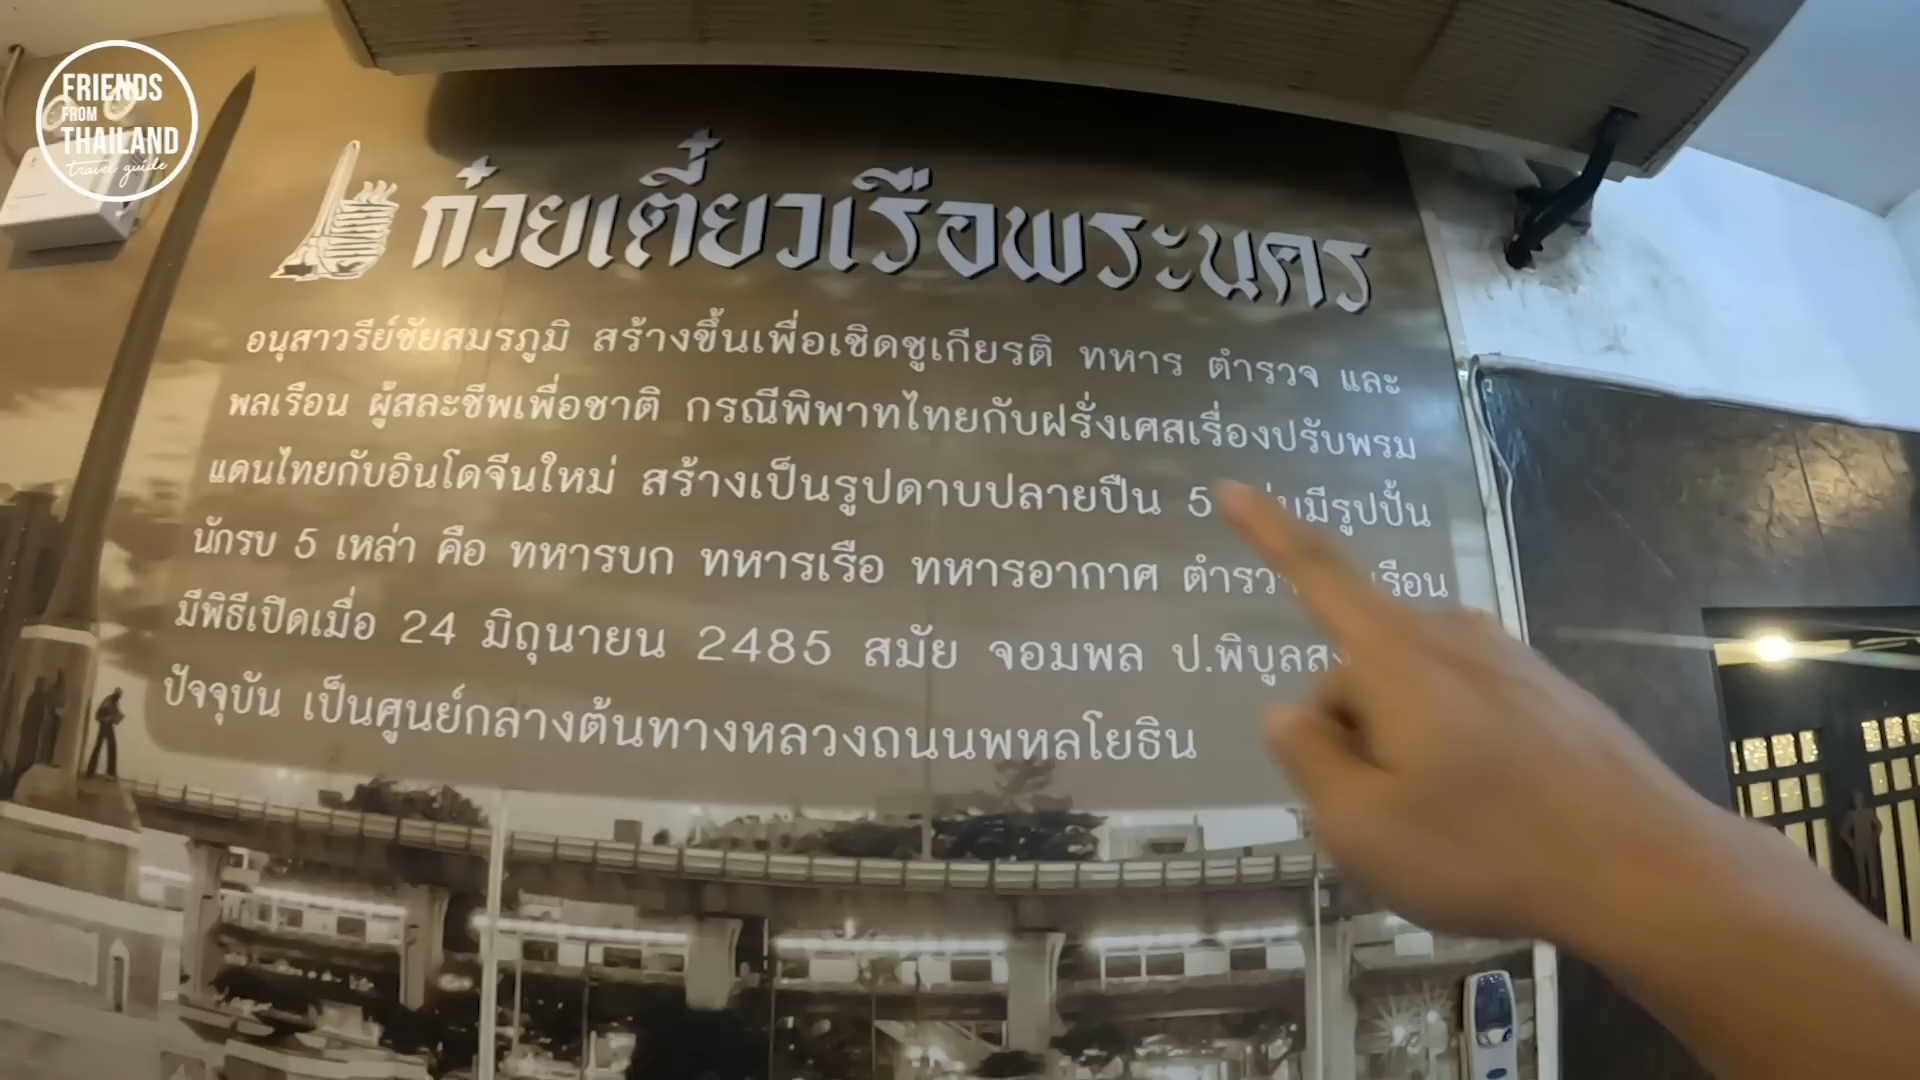 FRIENDS
FROM
THAILAND
travel guide
ก๋วยเตี๋ยวเรือพระนคร
อนุสาวรีย์ชัยสมรภูมิ สร้างขึ้นเพื่อเชิดชูเกียรติ ทหาร ตำรวจ และ
พลเรือน ผู้สละชีพเพื่อชาติ กรณีพิพาทไทยกับฝรั่งเศสเรื่องปรับพรม
แดนไทยกับอินโดจีนใหม่ สร้างเป็นรูปดาบปลายปืน 5 มีรูปปั้น
นักรบ 5 เหล่า คือ ทหารบก ทหารเรือ ทหารอากาศ
มีพิธีเปิดเมื่อ 24 มิถุนายน 2485 สมัย จอมพล
ปัจจุบัน เป็นศูนย์กลางต้นทางหลวงถนนพหลโยธิน